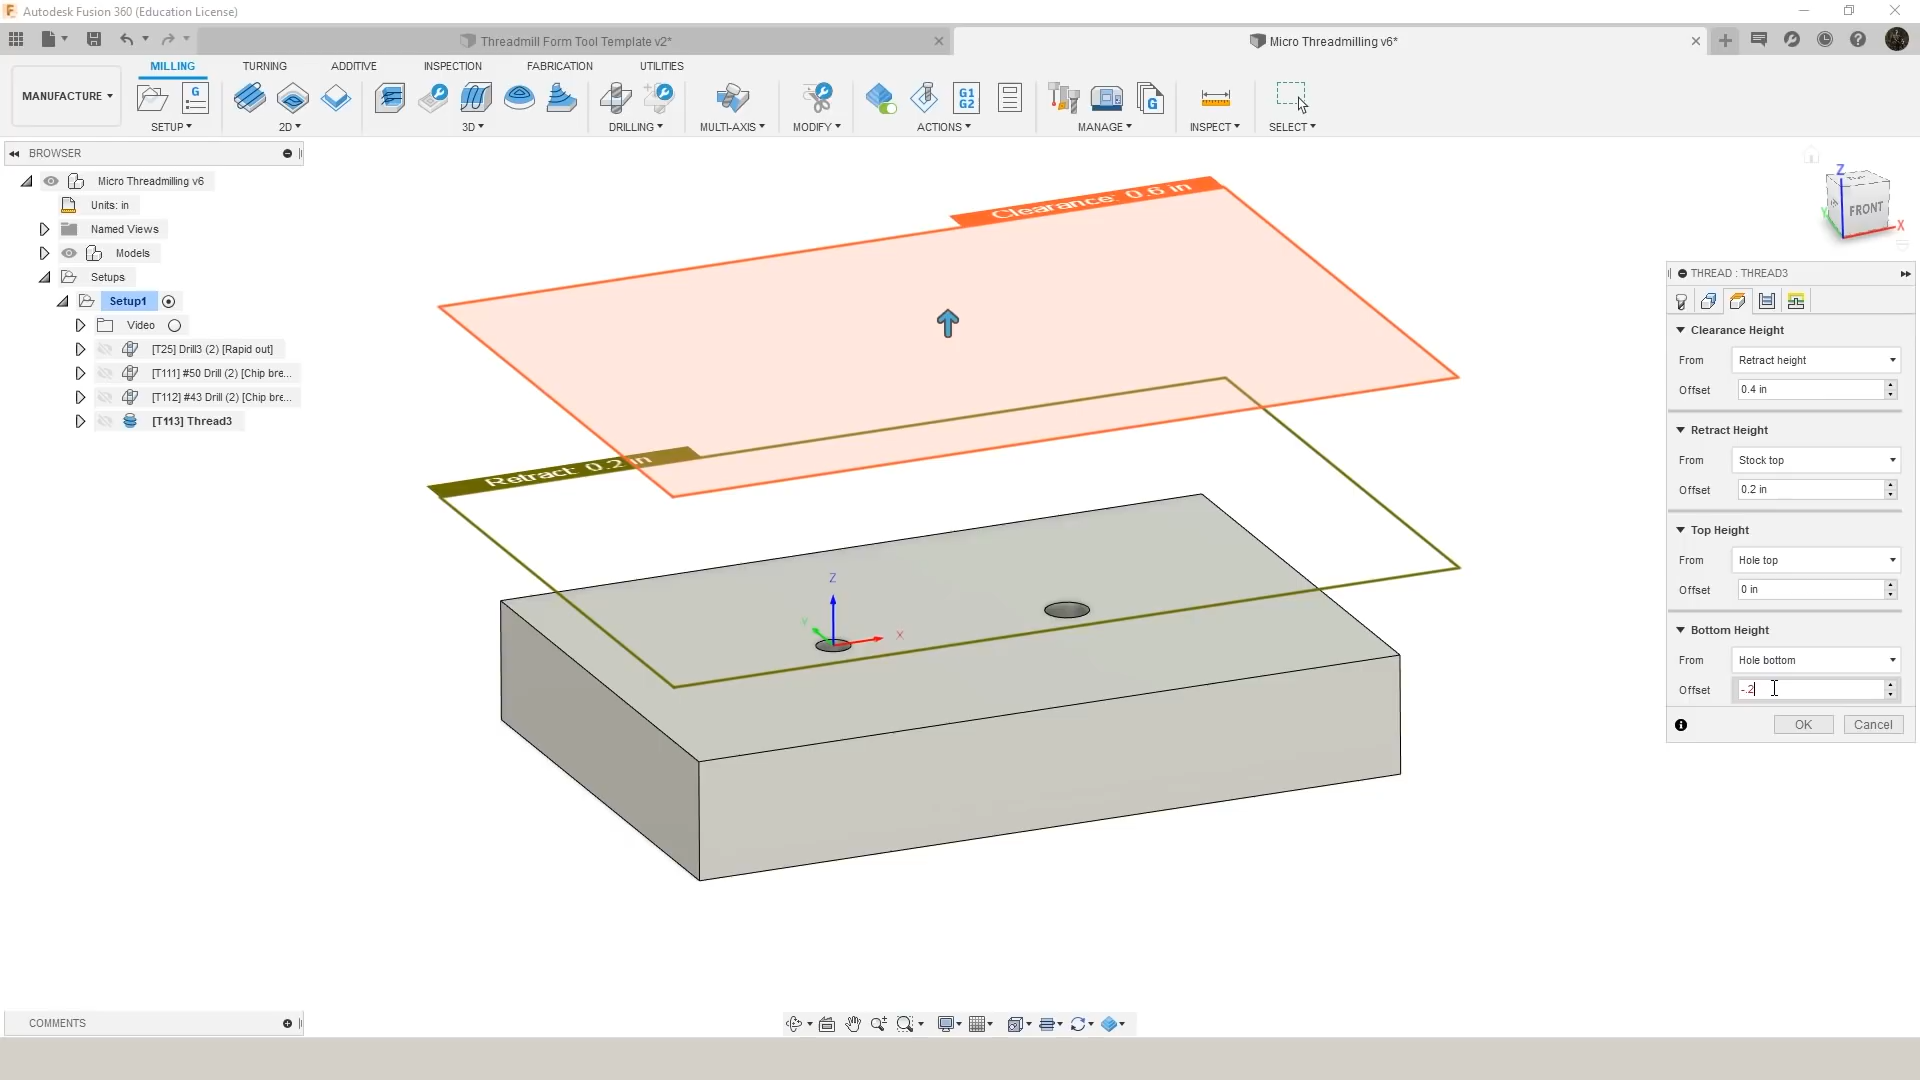 Autodesk Fusion 360 (Education License)
Threadmill Form Tool Template v2*
Micro Threadmilling v6*
MILLING
TURNING
ADDITIVE
INSPECTION
FABRICATION
UTILITIES
MANUFACTURE
G
G1
G2
G
SETUP
2D
3D
DRILLING
MULTI-AXIS
MODIFY
ACTIONS
MANAGE
INSPECT
SELECT
BROWSER
Micro Threadmilling v6
Units: in
Named Views
Models
Setups
Setup1
Video
[T25] Drill3 (2) [Rapid out]
[T111] #50 Drill (2) [Chip bre...
[T112] #43 Drill (2) [Chip bre...
[T113] Thread3
Clearance: 0.6 in
Retract: 0.2 in
Z
Y
X
Z
FRONT
Y
X
THREAD : THREAD3
Clearance Height
From Retract height
Offset 0.4 in
Retract Height
From Stock top
Offset 0.2 in
Top Height
From Hole top
Offset 0 in
Bottom Height
From Hole bottom
Offset -.2
OK
Cancel
COMMENTS